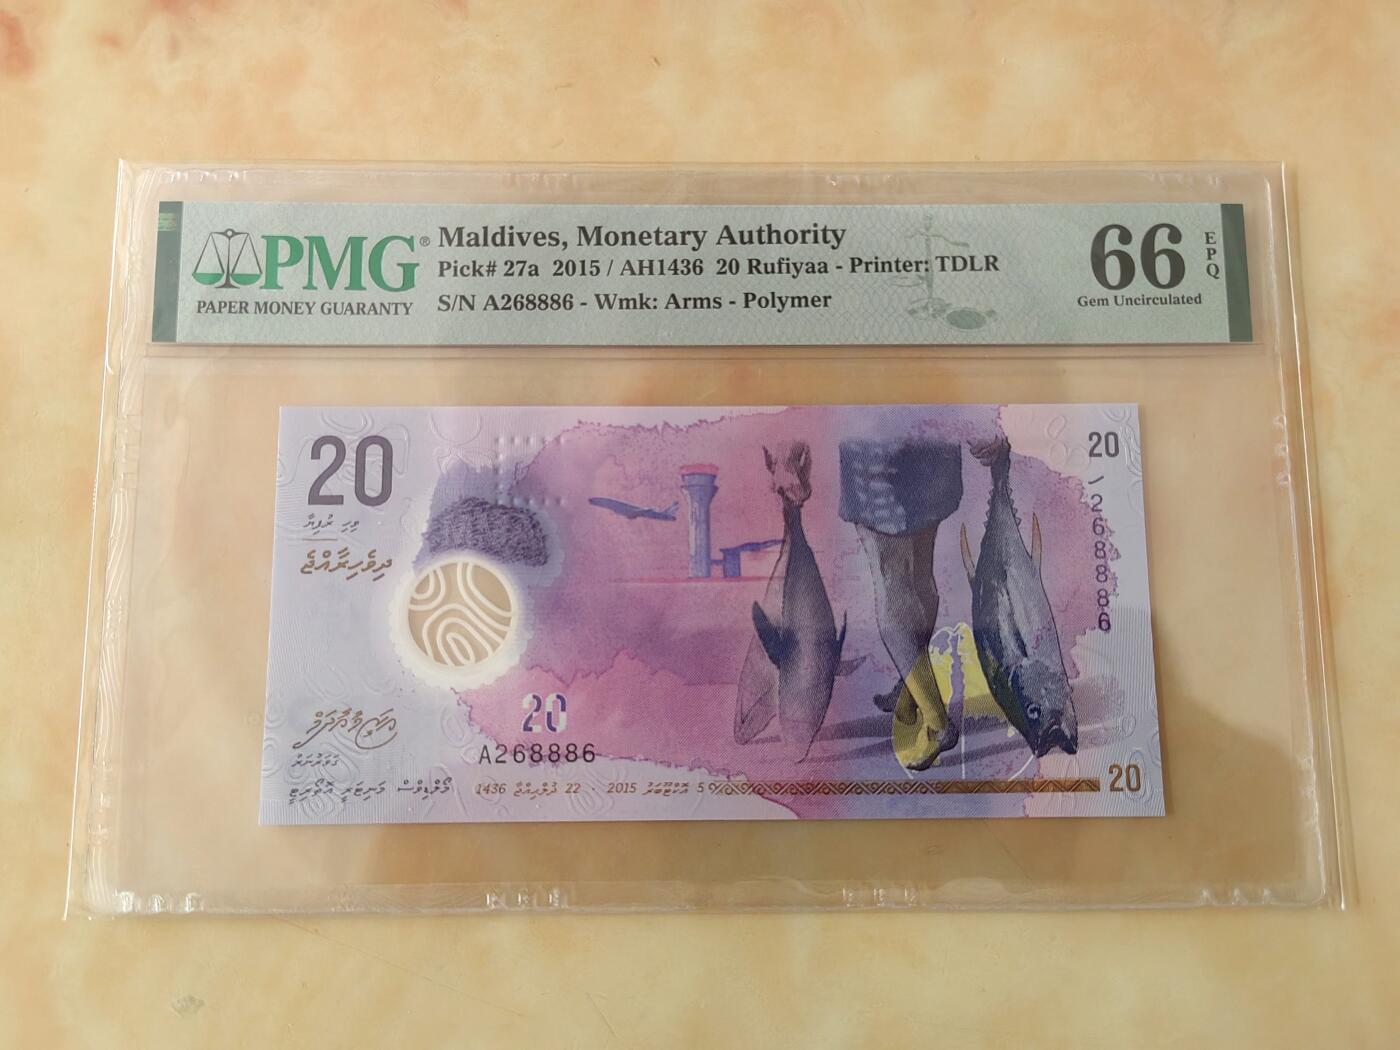 PMG®
PAPER MONEY GUARANTY
Maldives, Monetary Authority
Pick# 27a 2015 / AH1436 20 Rufiyaa - Printer: TDLR
S/N A268886 - Wmk: Arms - Polymer
66
EPQ
Gem Uncirculated
20
ވިހި ރުފިޔާ
ދިވެހިރާއްޖެ
20
268886
20
A268886
ގަވަރުނަރު
މޯލްޑިވްސް މަނިޓަރީ އޮތޯރިޓީ
5 އޮކްޓޫބަރު 2015 · 22 ޛުލްޙިއްޖާ 1436
20